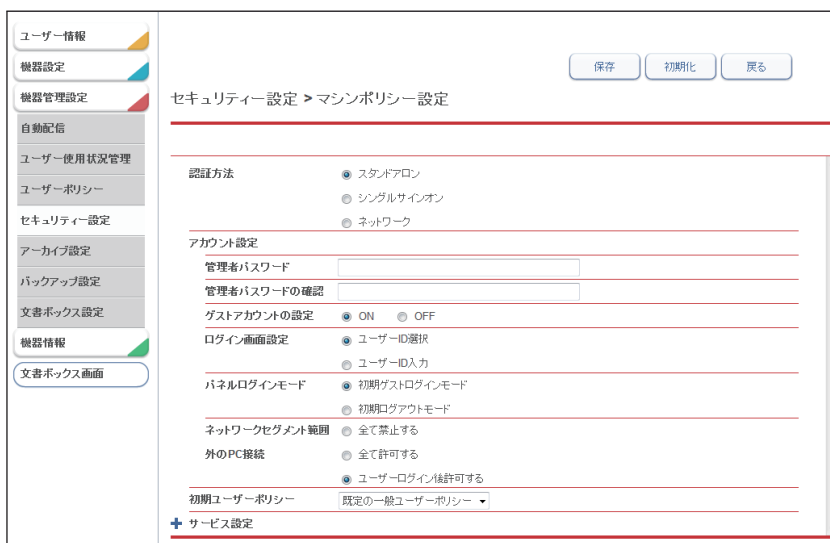 ユーザー情報
機器設定
機器管理設定
自動配信
ユーザー使用状況管理
ユーザーポリシー
セキュリティー設定
アーカイブ設定
バックアップ設定
文書ボックス設定
機器情報
文書ボックス画面
保存 初期化 戻る
セキュリティー設定 > マシンポリシー設定
認証方法 スタンドアロン
シングルサインオン
ネットワーク
アカウント設定
管理者パスワード
管理者パスワードの確認
ゲストアカウントの設定 ON OFF
ログイン画面設定 ユーザーID選択
ユーザーID入力
パネルログインモード 初期ゲストログインモード
初期ログアウトモード
ネットワークセグメント範囲 全て禁止する
外のPC接続 全て許可する
ユーザーログイン後許可する
初期ユーザーポリシー 既定の一般ユーザーポリシー
サービス設定